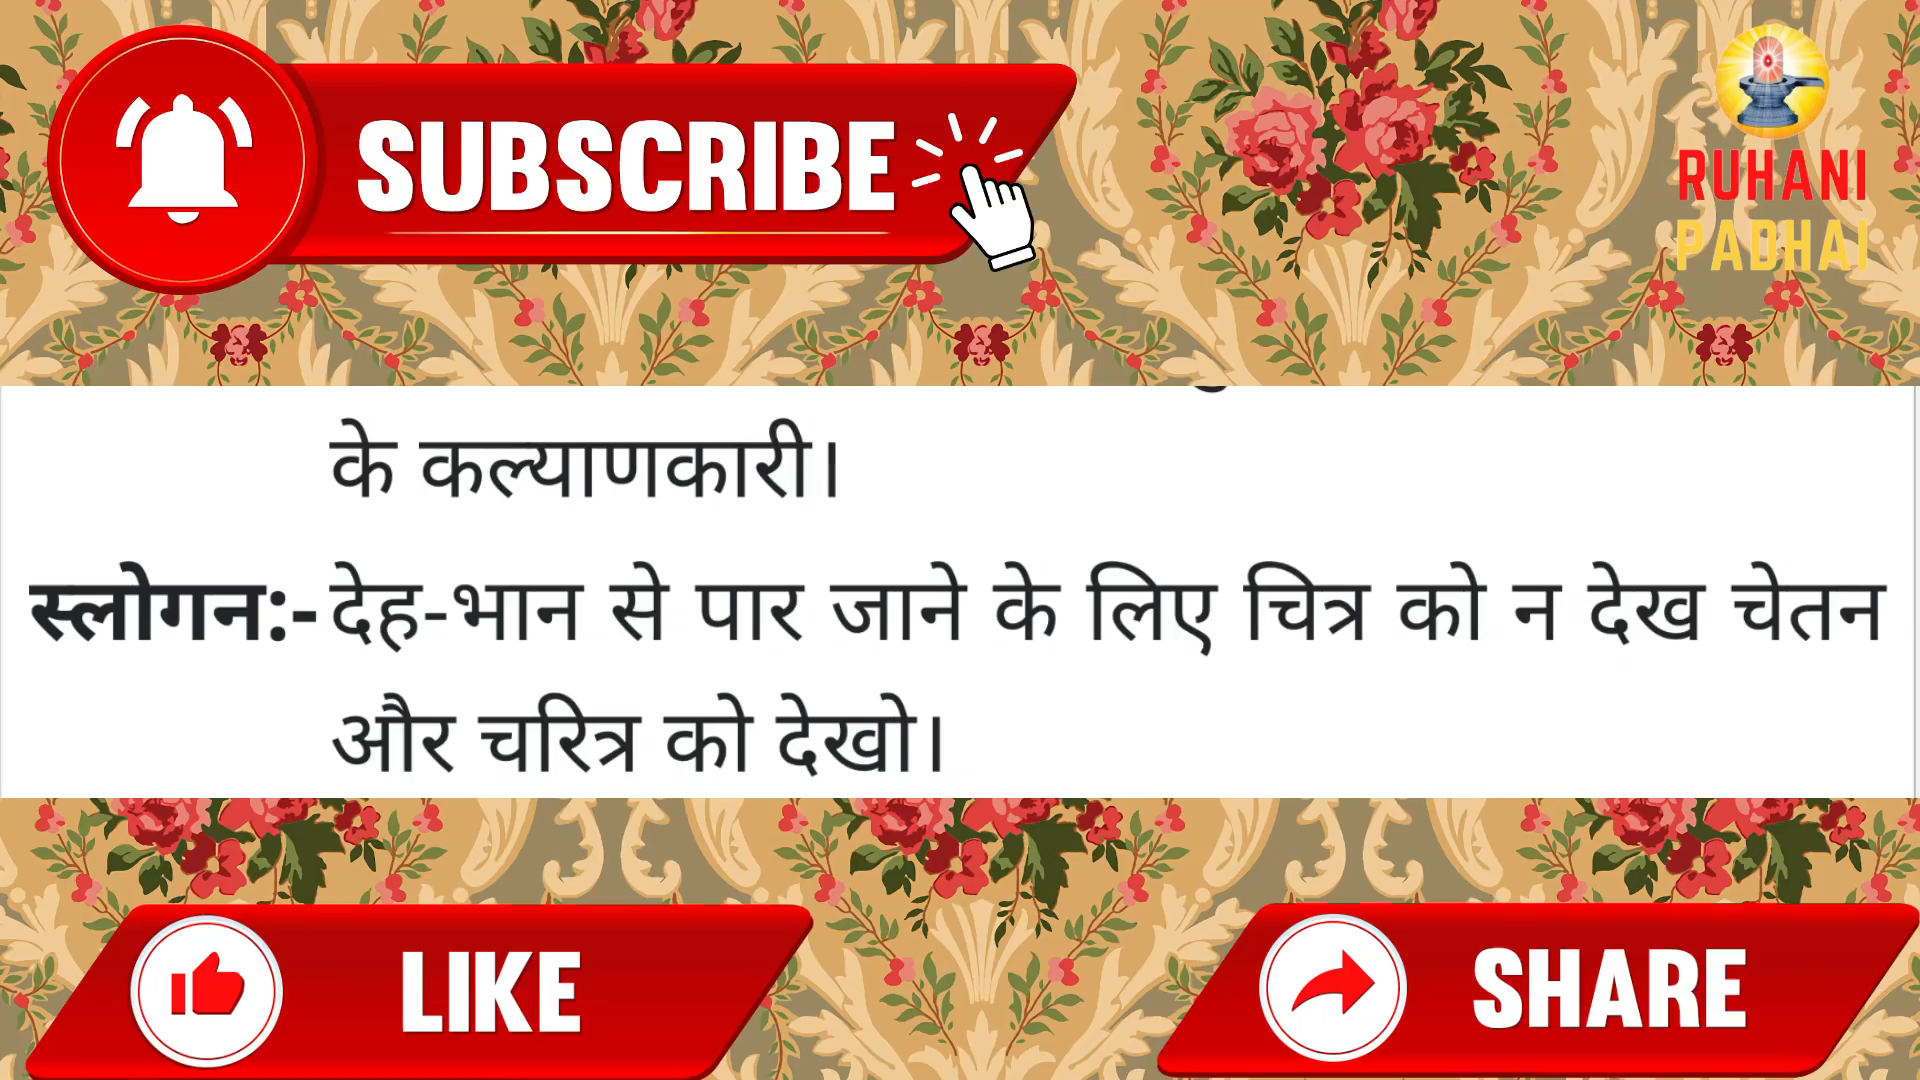 SUBSCRIBE
RUHANI
PADHAI
के कल्याणकारी।
स्लोगन:- देह-भान से पार जाने के लिए चित्र को न देख चेतन
और चरित्र को देखो।
LIKE
SHARE